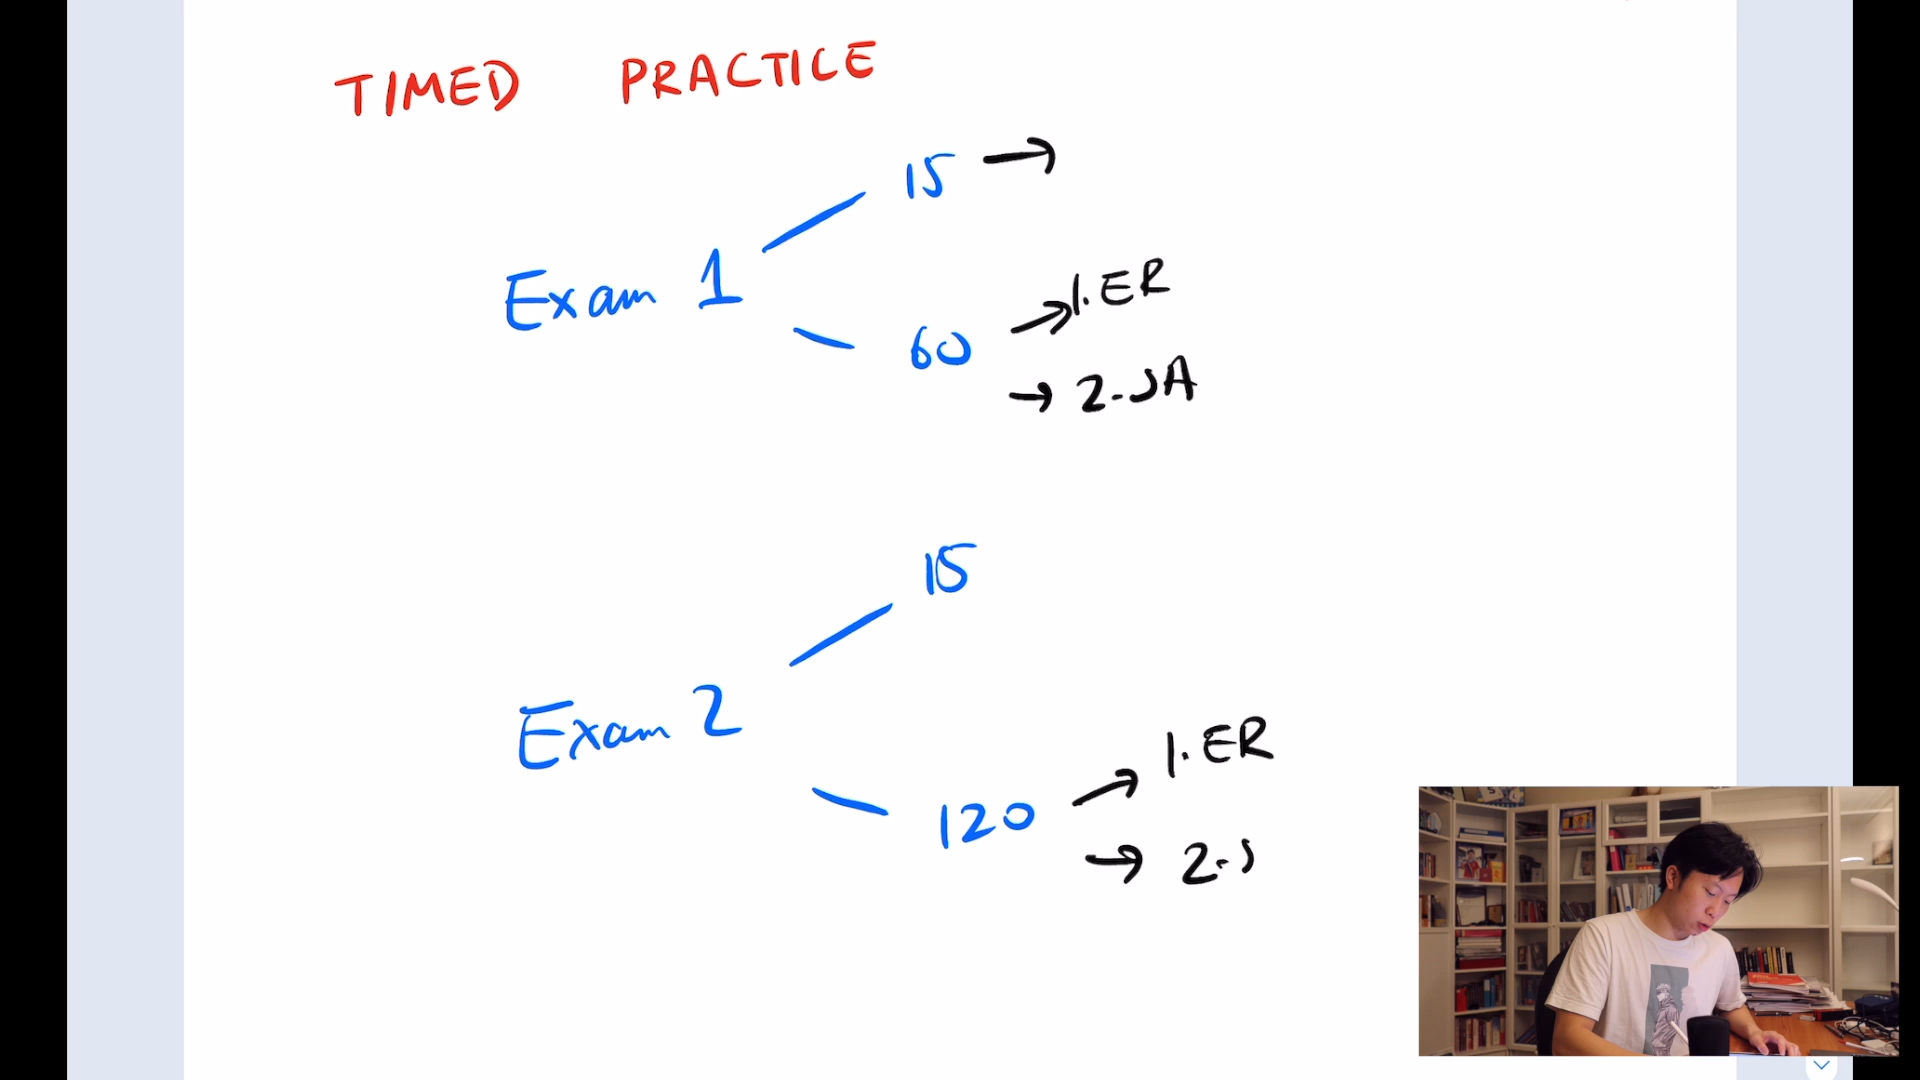 TIMED PRACTICE
15 →
Exam 1
→ 1. ER
60
→ 2. JA
15
Exam 2
→ 1. ER
120
→ 2. J